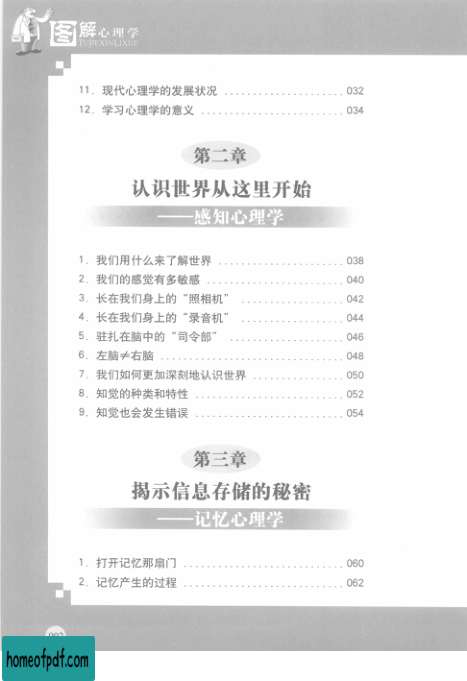 图解心理学
TUJIEXINLIXUE
11. 现代心理学的发展状况 ........................ 032
12. 学习心理学的意义 ........................ 034
第二章
认识世界从这里开始
——感知心理学
1. 我们用什么来了解世界 ........................ 038
2. 我们的感觉有多敏感 ........................ 040
3. 长在我们身上的“照相机” ........................ 042
4. 长在我们身上的“录音机” ........................ 044
5. 驻扎在脑中的“司令部” ........................ 046
6. 左脑≠右脑 ........................ 048
7. 我们如何更加深刻地认识世界 ........................ 050
8. 知觉的种类和特性 ........................ 052
9. 知觉也会发生错误 ........................ 054
第三章
揭示信息存储的秘密
——记忆心理学
1. 打开记忆那扇门 ........................ 060
2. 记忆产生的过程 ........................ 062
homeofpdf.com